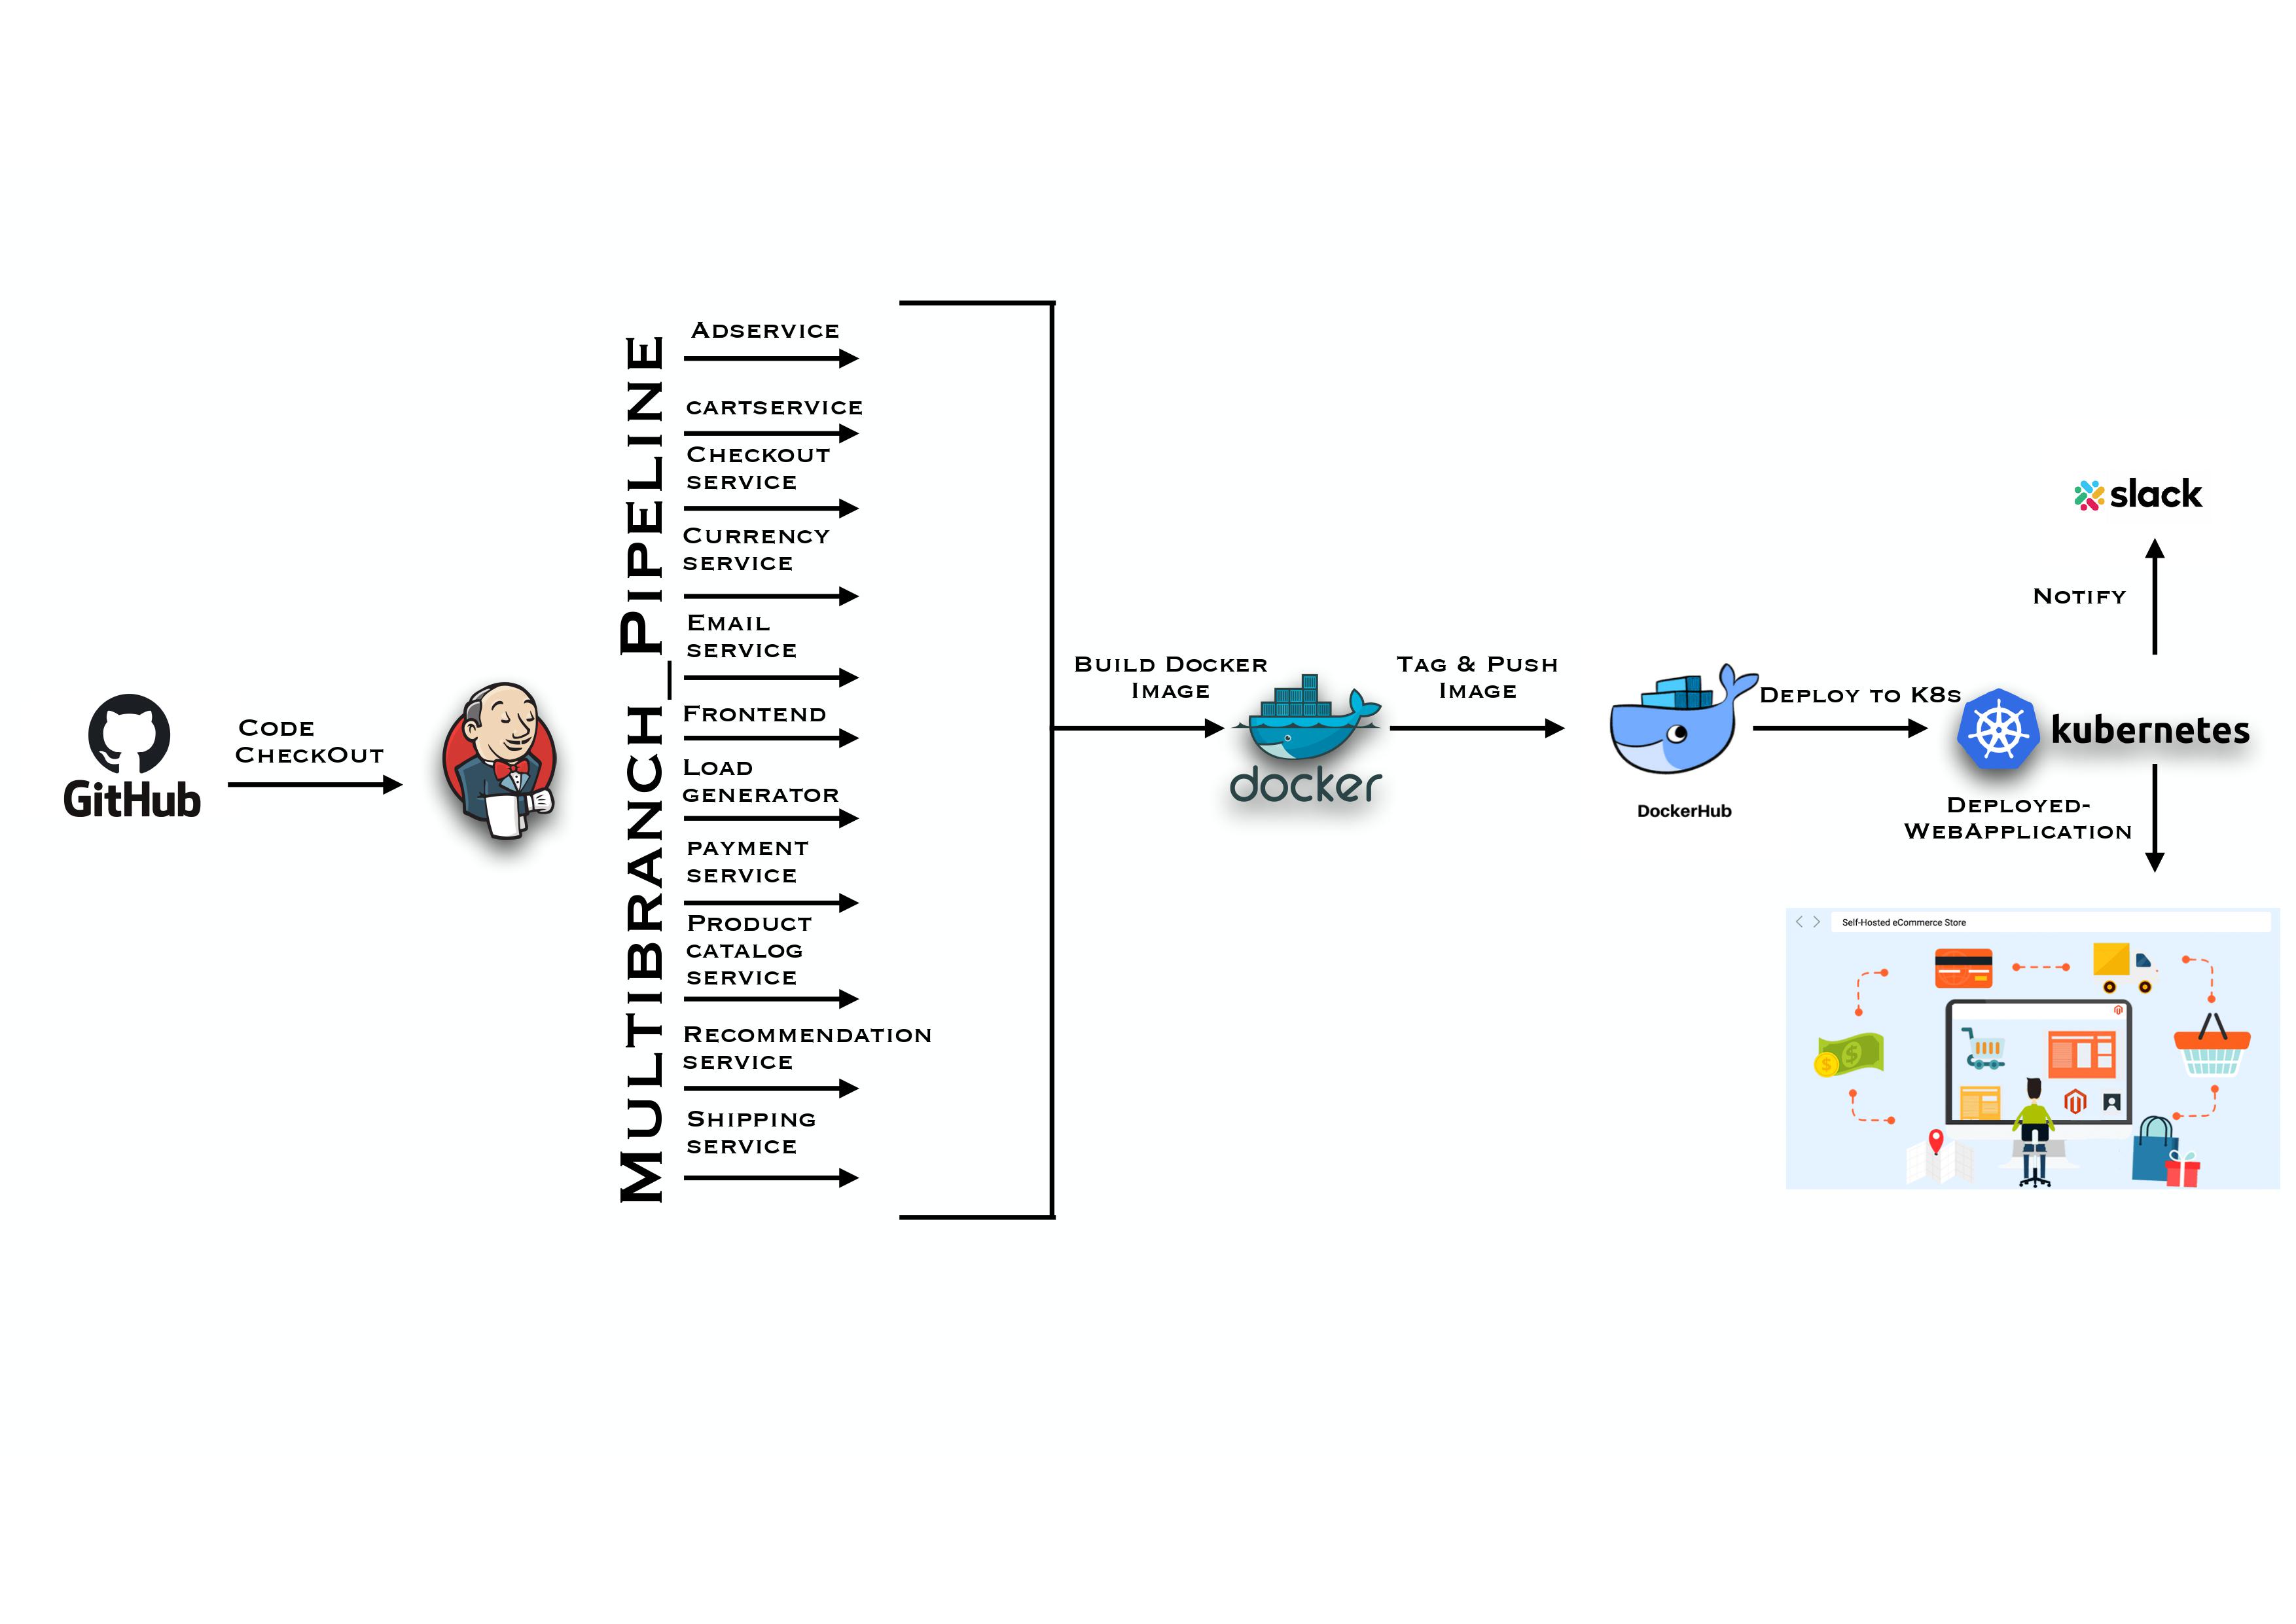 GitHub
Code
CheckOut
Multibranch_Pipeline
Adservice
cartservice
Checkout
service
Currency
service
Email
service
Frontend
Load
generator
payment
service
Product
catalog
service
Recommendation
service
Shipping
service
Build Docker
Image
docker
Tag & Push
Image
DockerHub
Deploy to K8s
kubernetes
slack
Notify
Deployed-
WebApplication
Self-Hosted eCommerce Store